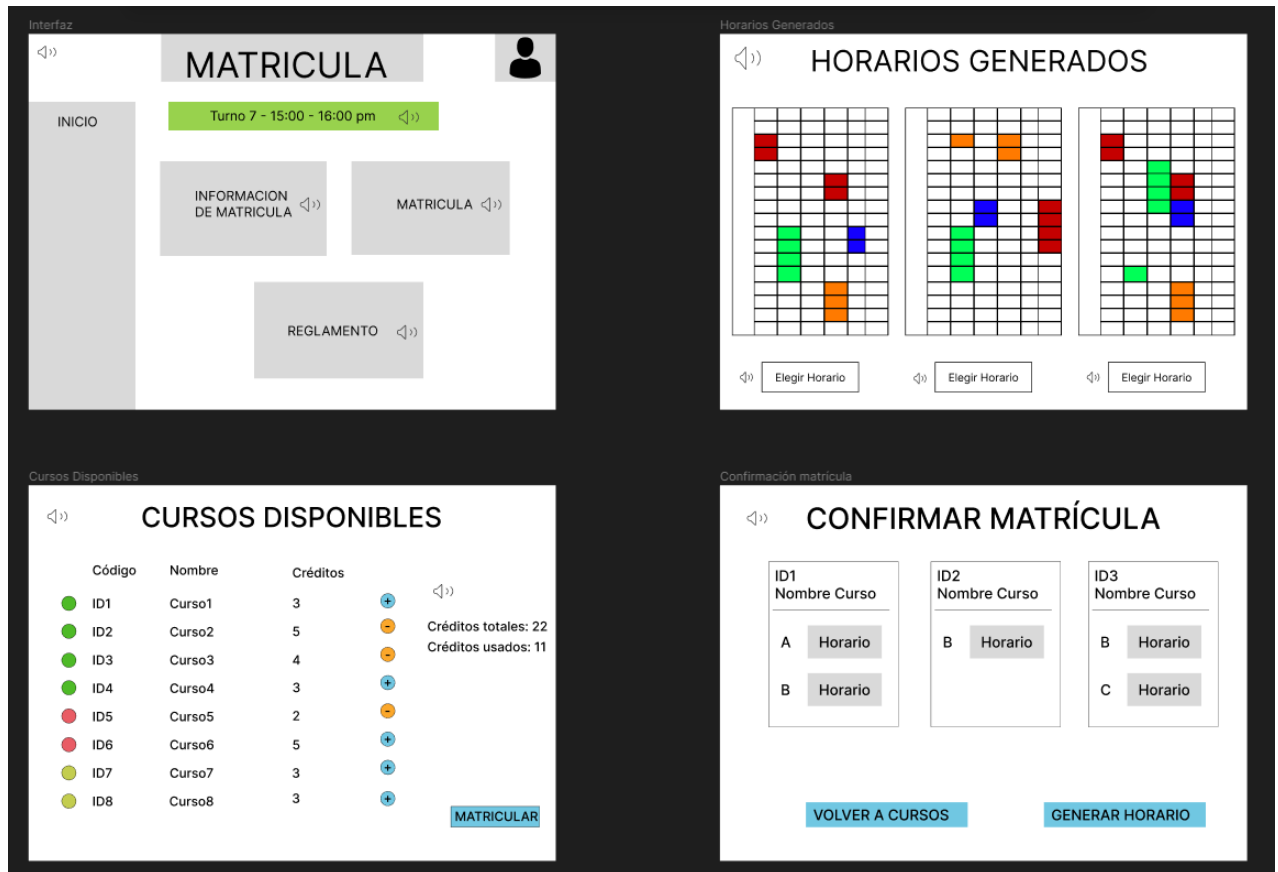 Interfaz
MATRICULA
INICIO
Turno 7 - 15:00 - 16:00 pm
INFORMACION
DE MATRICULA
MATRICULA
REGLAMENTO
Horarios Generados
HORARIOS GENERADOS
Elegir Horario
Elegir Horario
Elegir Horario
Cursos Disponibles
CURSOS DISPONIBLES
Código Nombre Créditos
ID1 Curso1 3 +
ID2 Curso2 5 -
ID3 Curso3 4 -
ID4 Curso4 3 +
ID5 Curso5 2 -
ID6 Curso6 5 +
ID7 Curso7 3 +
ID8 Curso8 3 +
Créditos totales: 22
Créditos usados: 11
MATRICULAR
Confirmación matrícula
CONFIRMAR MATRÍCULA
ID1
Nombre Curso
A Horario
B Horario
ID2
Nombre Curso
B Horario
ID3
Nombre Curso
B Horario
C Horario
VOLVER A CURSOS
GENERAR HORARIO